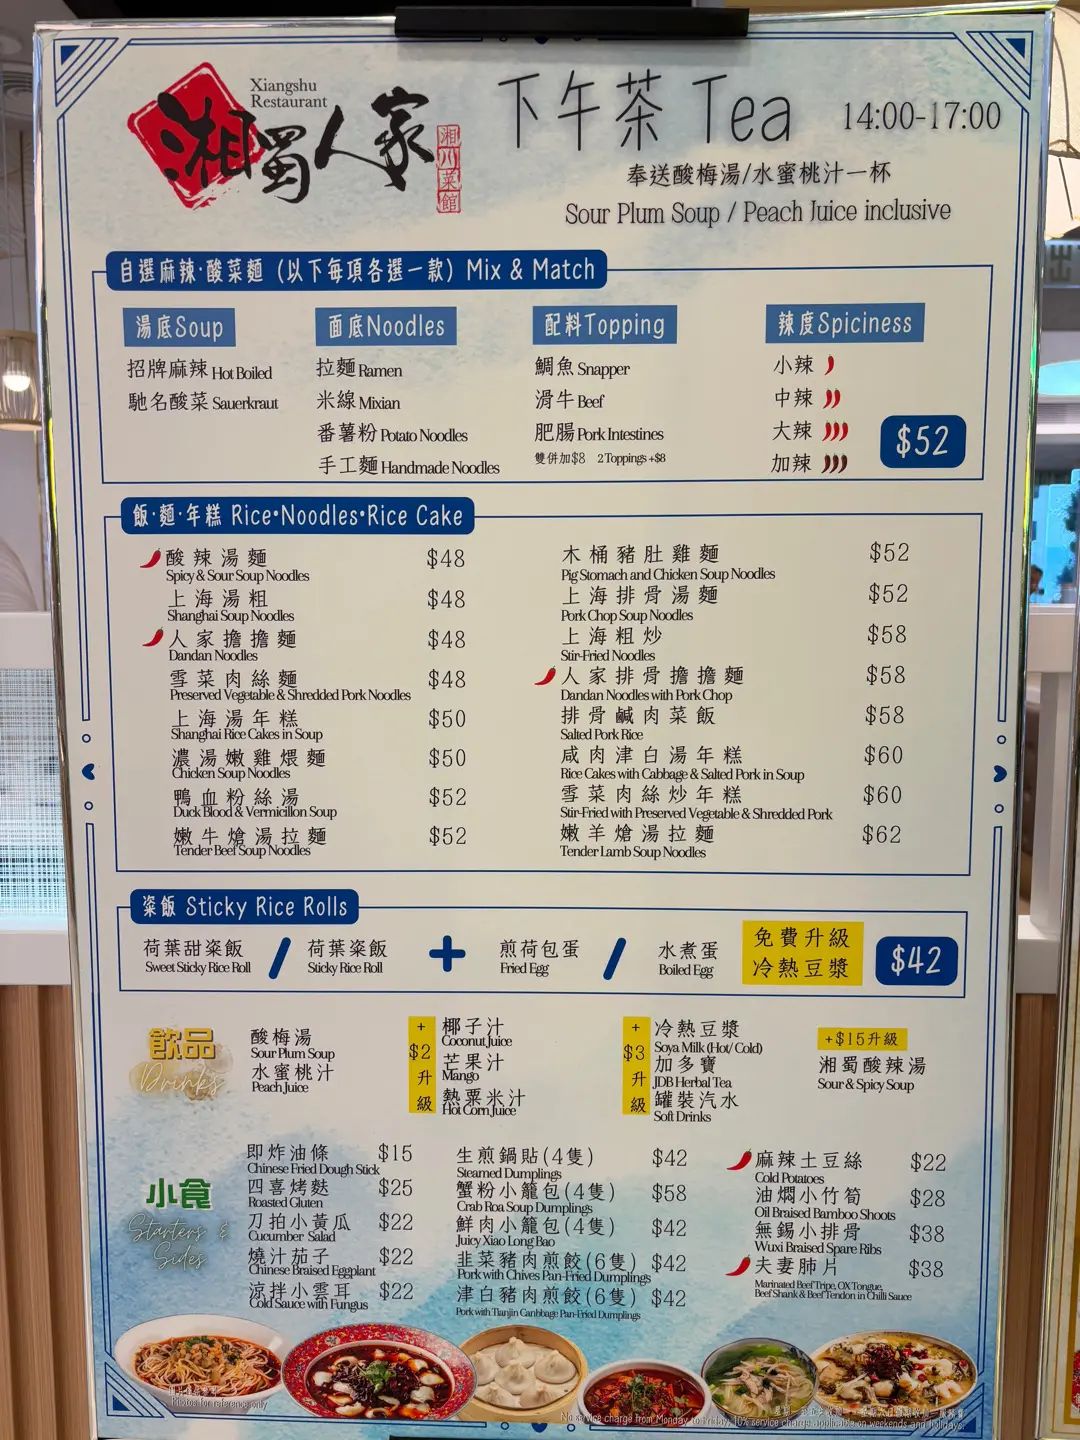 Xiangshu
Restaurant
湘蜀人家
湘川菜館
下午茶 Tea 14:00-17:00
奉送酸梅湯/水蜜桃汁一杯
Sour Plum Soup / Peach Juice inclusive
自選麻辣·酸菜麵（以下每項各選一款）Mix & Match
湯底Soup
招牌麻辣 Hot Boiled
馳名酸菜 Sauerkraut
面底Noodles
拉麵 Ramen
米線 Mixian
番薯粉 Potato Noodles
手工麵 Handmade Noodles
配料Topping
鯛魚 Snapper
滑牛 Beef
肥腸 Pork Intestines
雙併加$8 2 Toppings +$8
辣度Spiciness
小辣
中辣
大辣
加辣
$52
飯·麵·年糕 Rice•Noodles•Rice Cake
酸辣湯麵 $48
Spicy & Sour Soup Noodles
上海湯粗 $48
Shanghai Soup Noodles
人家擔擔麵 $48
Dandan Noodles
雪菜肉絲麵 $48
Preserved Vegetable & Shredded Pork Noodles
上海湯年糕 $50
Shanghai Rice Cakes in Soup
濃湯嫩雞煨麵 $50
Chicken Soup Noodles
鴨血粉絲湯 $52
Duck Blood & Vermicillon Soup
嫩牛熗湯拉麵 $52
Tender Beef Soup Noodles
木桶豬肚雞麵 $52
Pig Stomach and Chicken Soup Noodles
上海排骨湯麵 $52
Pork Chop Soup Noodles
上海粗炒 $58
Stir-Fried Noodles
人家排骨擔擔麵 $58
Dandan Noodles with Pork Chop
排骨鹹肉菜飯 $58
Salted Pork Rice
咸肉津白湯年糕 $60
Rice Cakes with Cabbage & Salted Pork in Soup
雪菜肉絲炒年糕 $60
Stir-Fried with Preserved Vegetable & Shredded Pork
嫩羊熗湯拉麵 $62
Tender Lamb Soup Noodles
粢飯 Sticky Rice Rolls
荷葉甜粢飯 / 荷葉粢飯 + 煎荷包蛋 / 水煮蛋
Sweet Sticky Rice Roll Sticky Rice Roll Fried Egg Boiled Egg
免費升級
冷熱豆漿
$42
飲品
Drinks
酸梅湯
Sour Plum Soup
水蜜桃汁
Peach Juice
+$2升級
椰子汁
Coconut Juice
芒果汁
Mango
熱粟米汁
Hot Corn Juice
+$3升級
冷熱豆漿
Soya Milk (Hot/ Cold)
加多寶
JDB Herbal Tea
罐裝汽水
Soft Drinks
+$15升級
湘蜀酸辣湯
Sour & Spicy Soup
小食
Starters & Sides
即炸油條 $15
Chinese Fried Dough Stick
四喜烤麩 $25
Roasted Gluten
刀拍小黃瓜 $22
Cucumber Salad
燒汁茄子 $22
Chinese Braised Eggplant
涼拌小雲耳 $22
Cold Sauce with Fungus
生煎鍋貼(4隻) $42
Steamed Dumplings
蟹粉小籠包(4隻) $58
Crab Roa Soup Dumplings
鮮肉小籠包(4隻) $42
Juicy Xiao Long Bao
韭菜豬肉煎餃(6隻) $42
Pork with Chives Pan-Fried Dumplings
津白豬肉煎餃(6隻) $42
Pork with Tianjin Canbbage Pan-Fried Dumplings
麻辣土豆絲 $22
Cold Potatoes
油燜小竹筍 $28
Oil Braised Bamboo Shoots
無錫小排骨 $38
Wuxi Braised Spare Ribs
夫妻肺片 $38
Marinated Beef Tripe, OX Tongue,
Beef Shank & Beef Tendon in Chilli Sauce
Photos for reference only
No service charge from Monday to Friday, 10% service charge applicable on weekends and holidays.